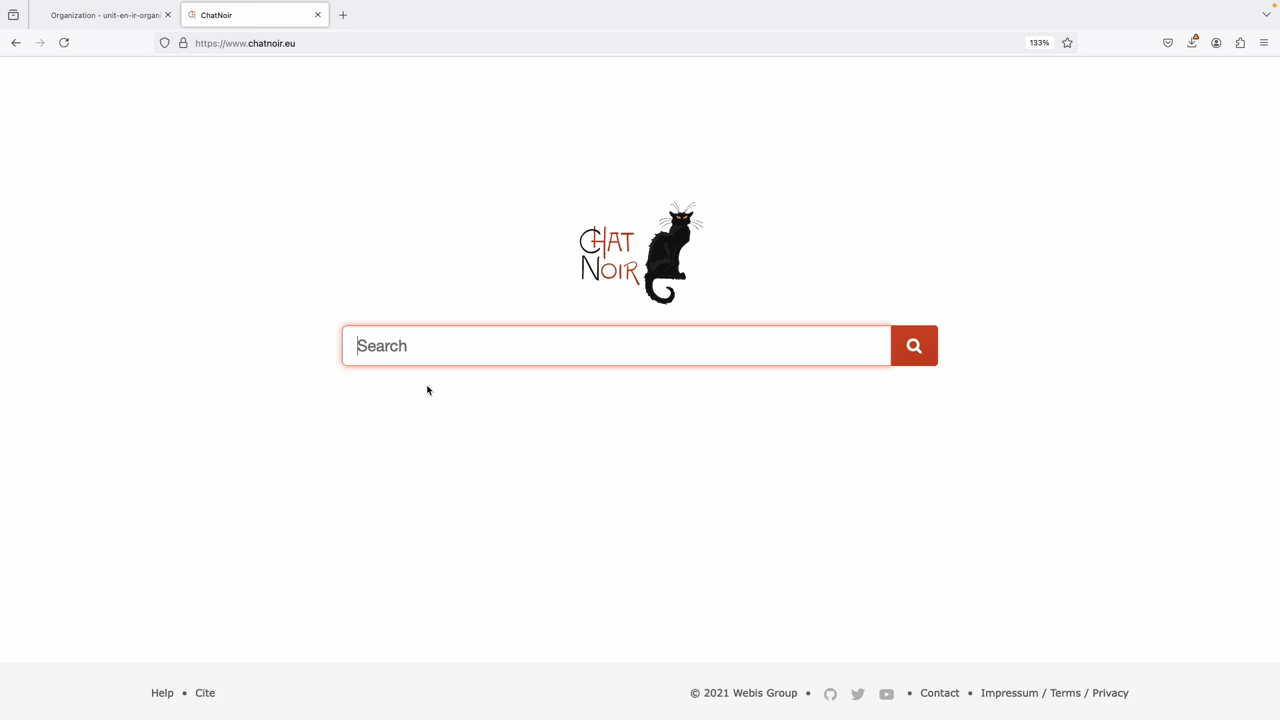 Organization - unit-en-ir-organi
ChatNoir
https://www.chatnoir.eu
133%
CHAT
NOIR
Search
Help • Cite
© 2021 Webis Group • • Contact • Impressum / Terms / Privacy